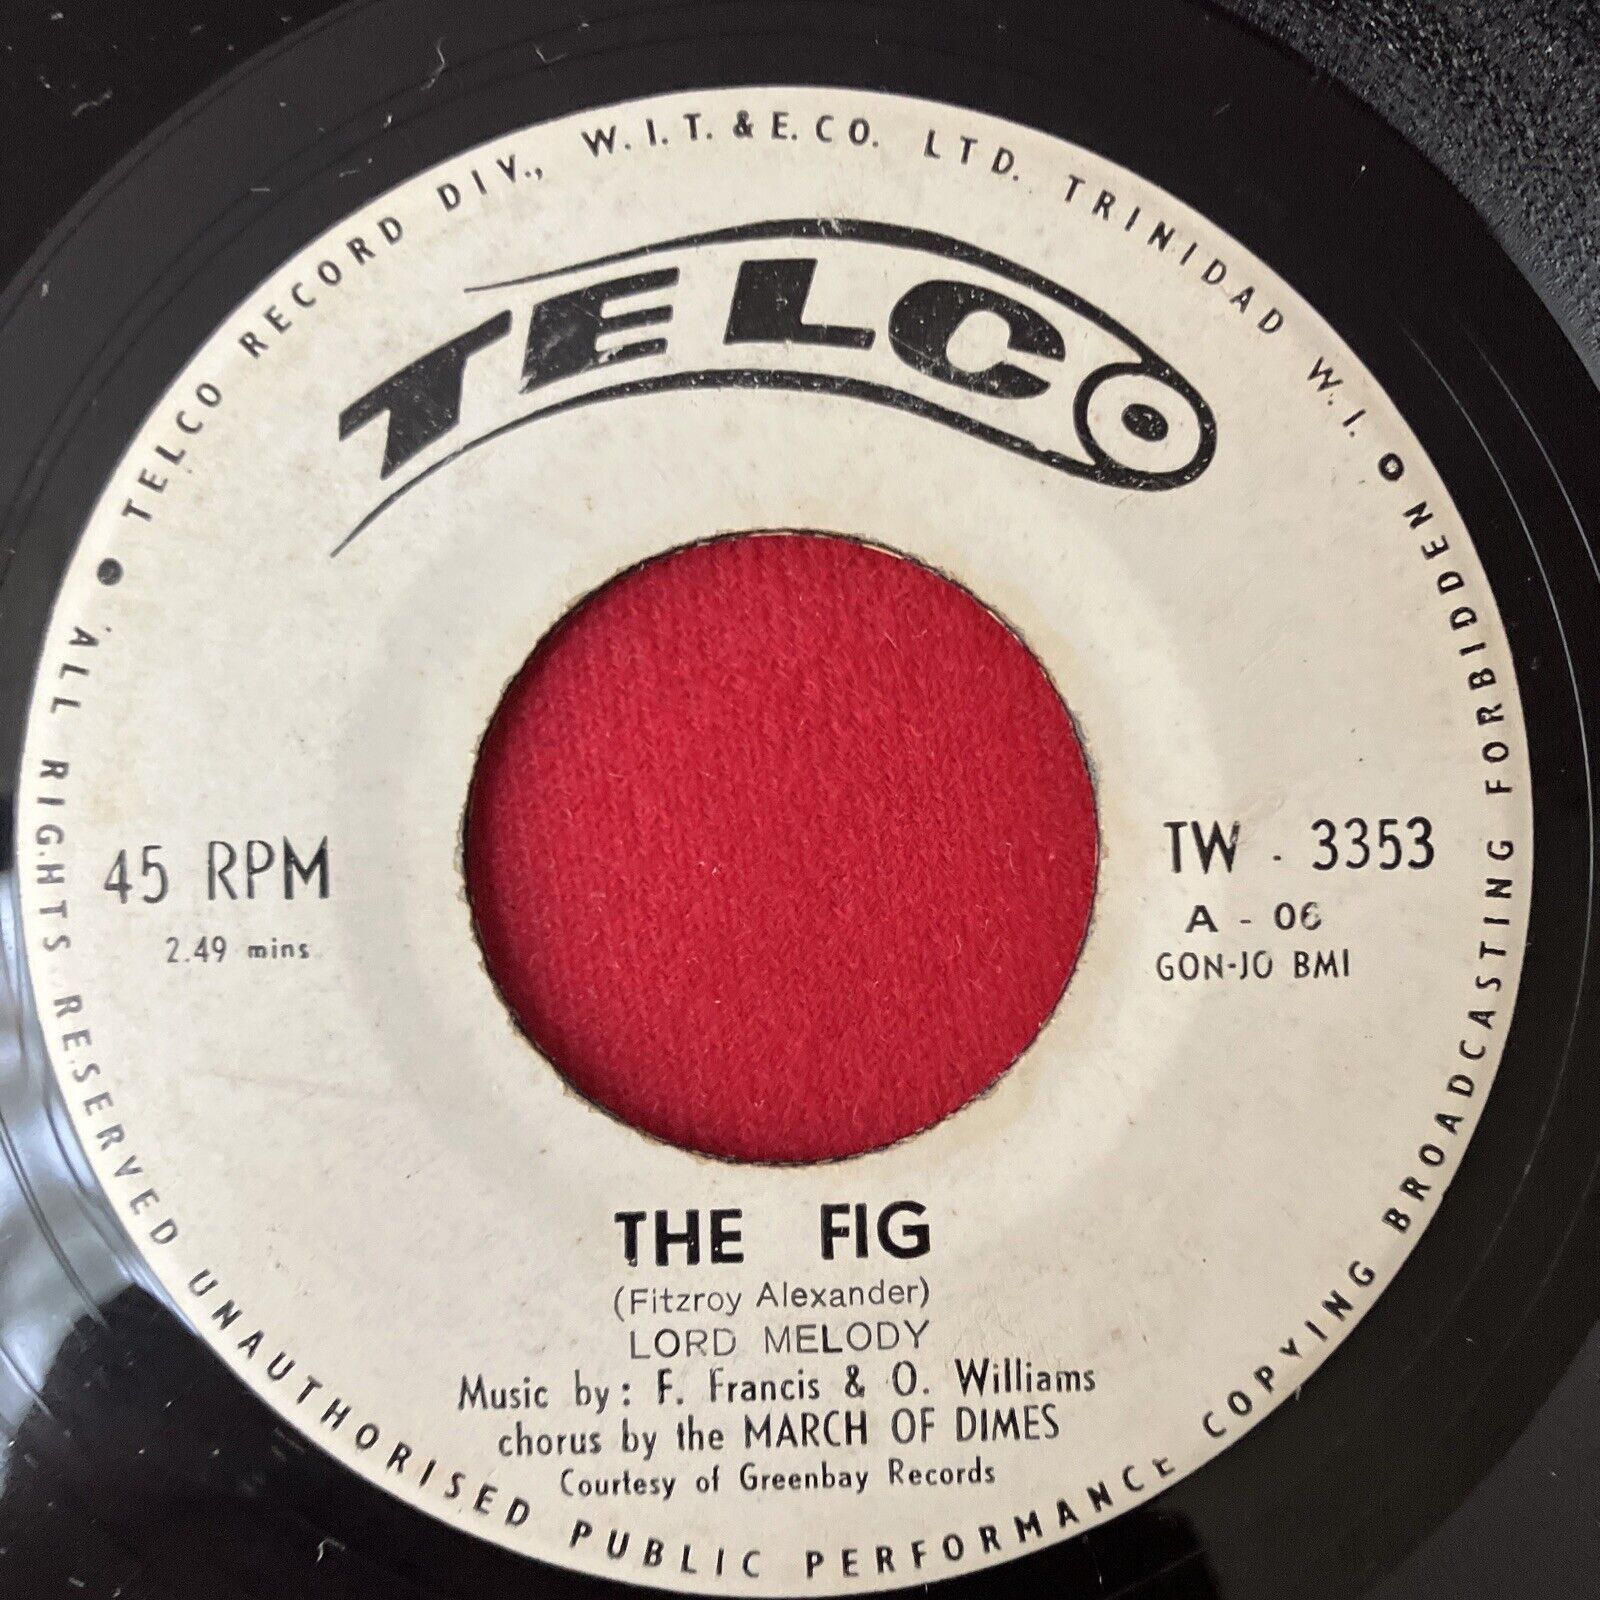 ● TELCO RECORD DIV., W.I.T. & E. CO. LTD. TRINIDAD W.I. ●
TELCO
45 RPM
2.49 mins
TW - 3353
A - 06
GON-JO BMI
THE FIG
(Fitzroy Alexander)
LORD MELODY
Music by: F. Francis & O. Williams
chorus by the MARCH OF DIMES
Courtesy of Greenbay Records
ALL RIGHTS RESERVED UNAUTHORISED PUBLIC PERFORMANCE COPYING BROADCASTING FORBIDDEN